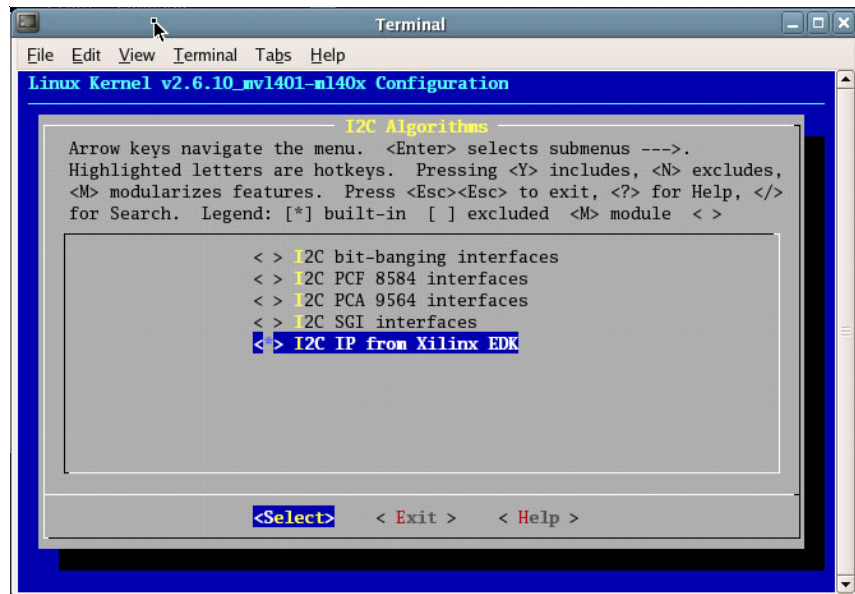 Terminal
File Edit View Terminal Tabs Help
Linux Kernel v2.6.10_mvl401-ml40x Configuration
I2C Algorithms
Arrow keys navigate the menu. <Enter> selects submenus --->.
Highlighted letters are hotkeys. Pressing <Y> includes, <N> excludes,
<M> modularizes features. Press <Esc><Esc> to exit, <?> for Help, </>
for Search. Legend: [*] built-in [ ] excluded <M> module < >
< > I2C bit-banging interfaces
< > I2C PCF 8584 interfaces
< > I2C PCA 9564 interfaces
< > I2C SGI interfaces
<*> I2C IP from Xilinx EDK
<Select> < Exit > < Help >